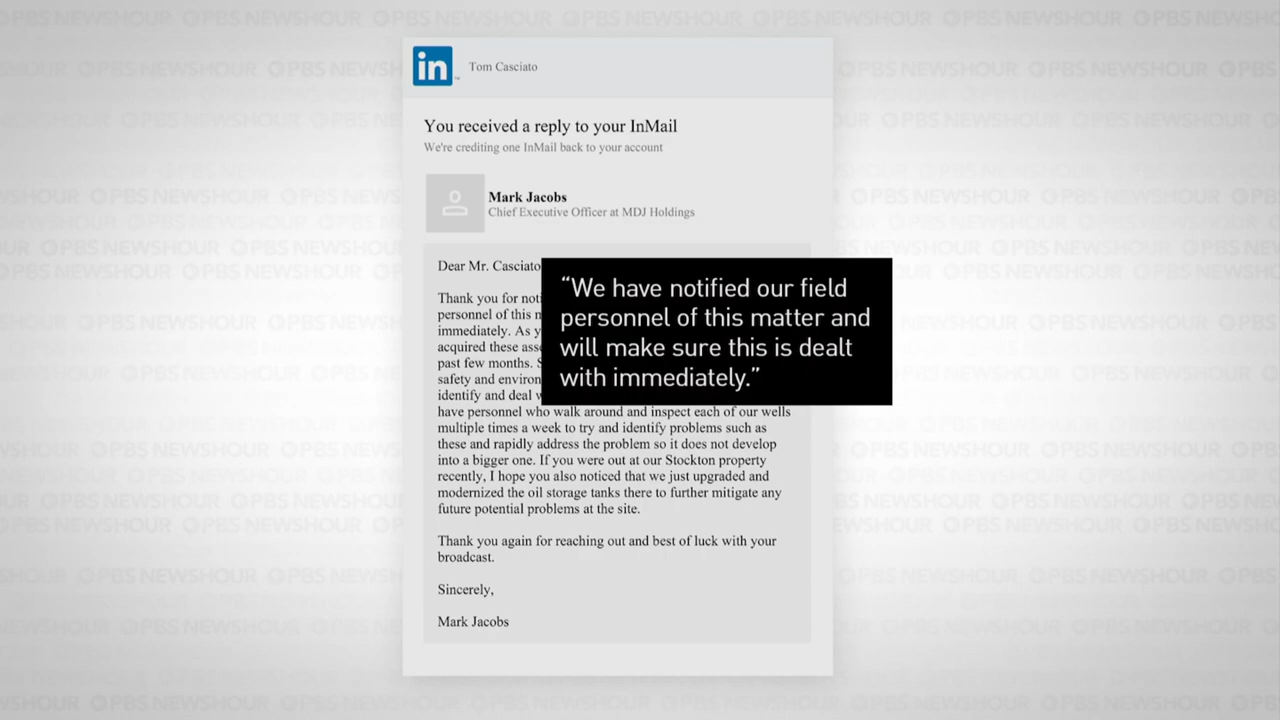 in
Tom Casciato
You received a reply to your InMail
We're crediting one InMail back to your account
Mark Jacobs
Chief Executive Officer at MDJ Holdings
Dear Mr. Casciato
Thank you for
personnel of this
immediately. As
acquired these
past few months.
safety and
identify and deal
have personnel who walk around and inspect each of our wells
multiple times a week to try and identify problems such as
these and rapidly address the problem so it does not develop
into a bigger one. If you were out at our Stockton property
recently, I hope you also noticed that we just upgraded and
modernized the oil storage tanks there to further mitigate any
future potential problems at the site.
Thank you again for reaching out and best of luck with your
broadcast.
Sincerely,
Mark Jacobs
“We have notified our field
personnel of this matter and
will make sure this is dealt
with immediately.”
PBS NEWSHOUR